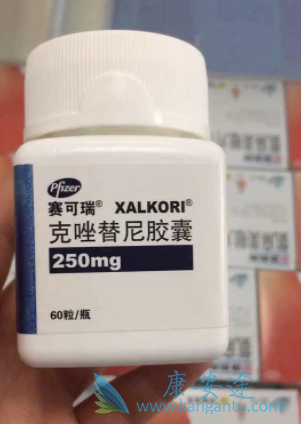 Pfizer
赛可瑞® XALKORI®
克唑替尼胶囊
250mg
60粒/瓶
康安途
www.kangantu.com